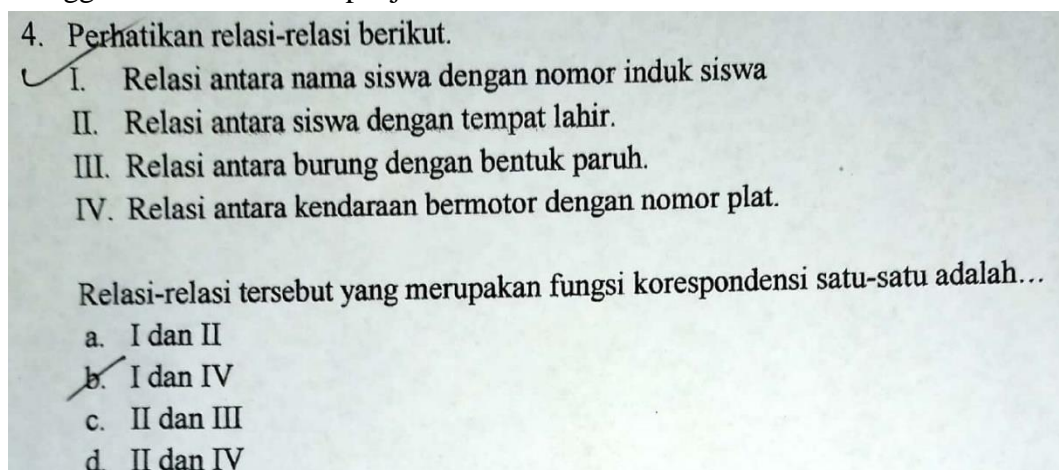 4. Perhatikan relasi-relasi berikut.
I. Relasi antara nama siswa dengan nomor induk siswa
II. Relasi antara siswa dengan tempat lahir.
III. Relasi antara burung dengan bentuk paruh.
IV. Relasi antara kendaraan bermotor dengan nomor plat.
Relasi-relasi tersebut yang merupakan fungsi korespondensi satu-satu adalah...
a. I dan II
b. I dan IV
c. II dan III
d. II dan IV